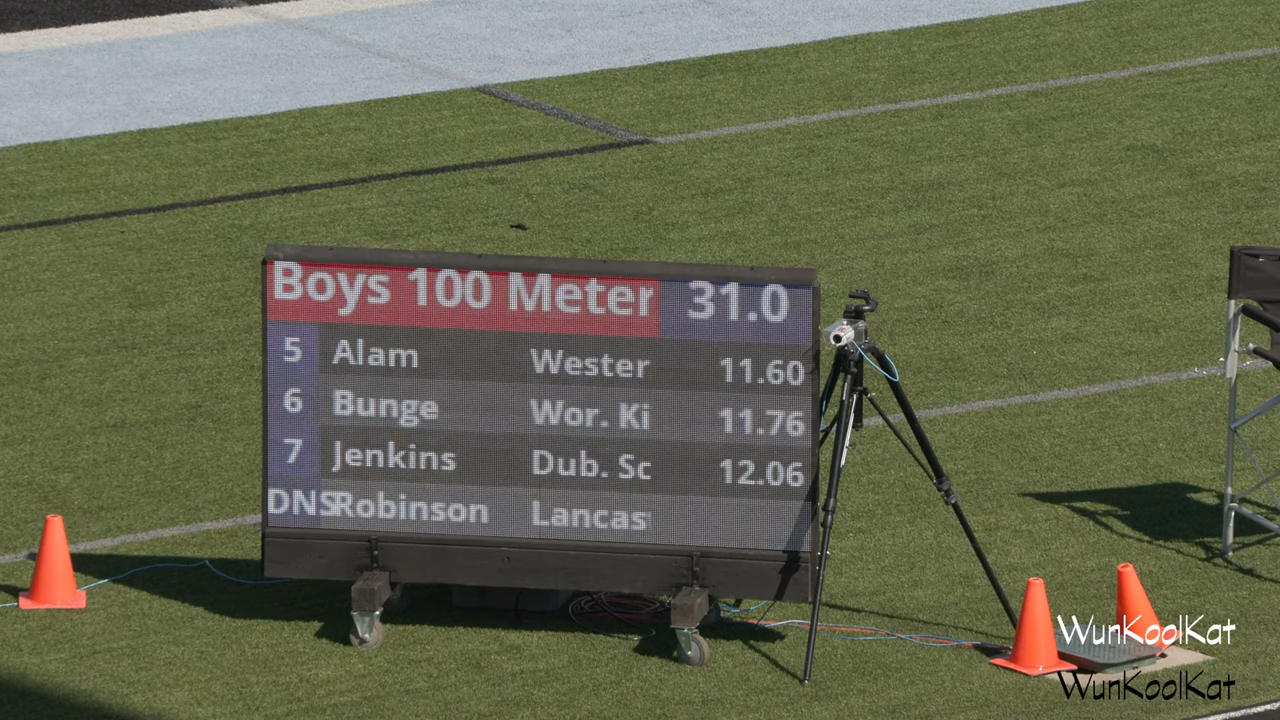 Boys 100 Meter 31.0
5 Alam Wester 11.60
6 Bunge Wor. Ki 11.76
7 Jenkins Dub. Sc 12.06
DNS Robinson Lancas
WunKoolKat
WunKoolKat